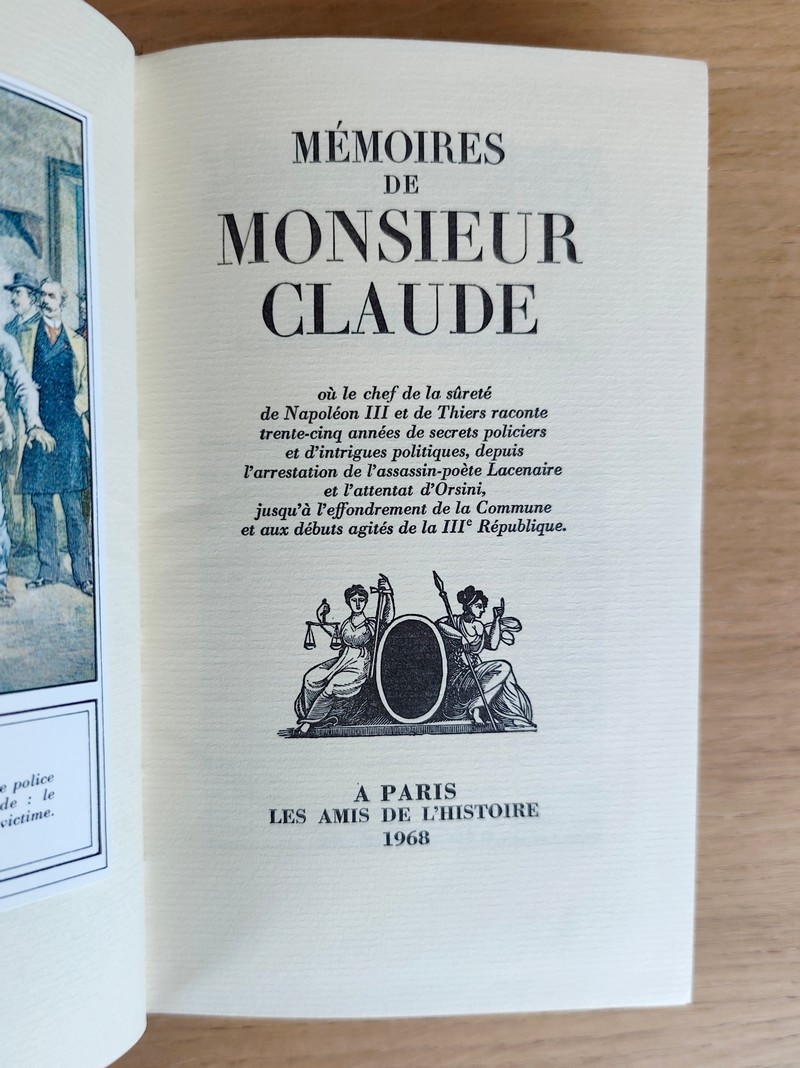 e police
de : le
victime.
MÉMOIRES
DE
MONSIEUR
CLAUDE
où le chef de la sûreté
de Napoléon III et de Thiers raconte
trente-cinq années de secrets policiers
et d'intrigues politiques, depuis
l'arrestation de l'assassin-poète Lacenaire
et l'attentat d'Orsini,
jusqu'à l'effondrement de la Commune
et aux débuts agités de la IIIe République.
A PARIS
LES AMIS DE L'HISTOIRE
1968